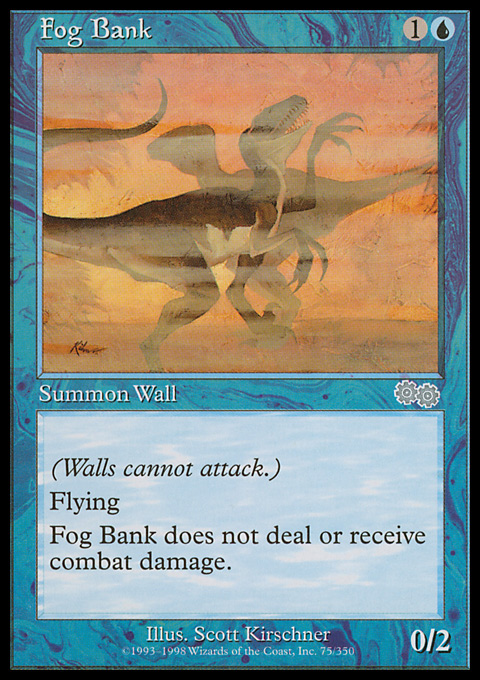 Fog Bank 1
Summon Wall
(Walls cannot attack.)
Flying
Fog Bank does not deal or receive
combat damage.
Illus. Scott Kirschner
©1993-1998 Wizards of the Coast, Inc. 75/350
0/2